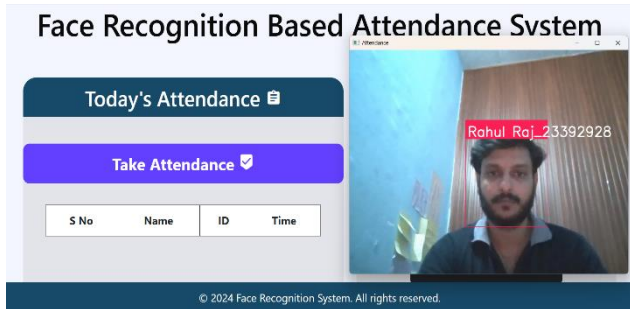 Face Recognition Based Attendance System
Attendance
Today's Attendance
Rahul Raj_23392928
Take Attendance
S No Name ID Time
© 2024 Face Recognition System. All rights reserved.